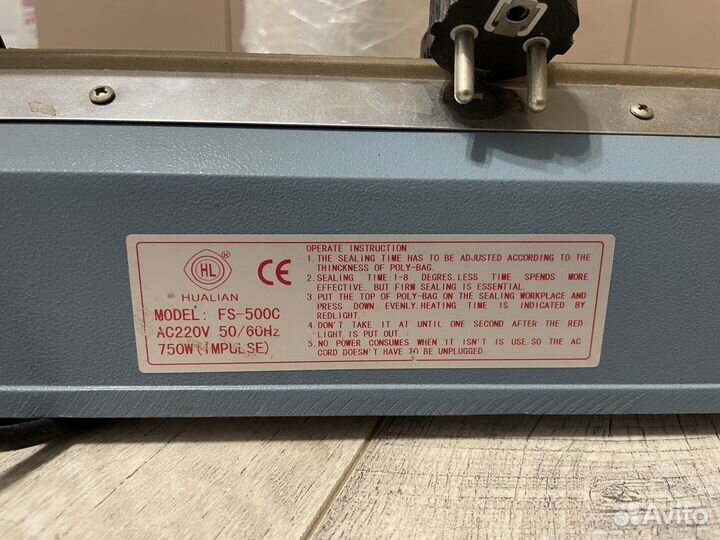 HL
®
CE
HUALIAN
MODEL: FS-500C
AC220V 50/60Hz
750W(IMPULSE)
OPERATE INSTRUCTION
1. THE SEALING TIME HAS TO BE ADJUSTED ACCORDING TO THE
THINCKNESS OF POLY-BAG.
2. SEALING TIME:1-8 DEGRES. LESS TIME SPENDS MORE
EFFECTIVE, BUT FIRM SEALING IS ESSENTIAL.
3. PUT THE TOP OF POLY-BAG ON THE SEALING WORKPLACE AND
PRESS DOWN EVENLY. HEATING TIME IS INDICATED BY
REDLIGHT.
4. DON'T TAKE IT AT UNTIL ONE SECOND AFTER THE RED
LIGHT IS PUT OUT.
5. NO POWER CONSUMES WHEN IT ISN'T IS USE. SO THE AC
CORD DOESN'T HAVE TO BE UNPLUGGED.
Avito